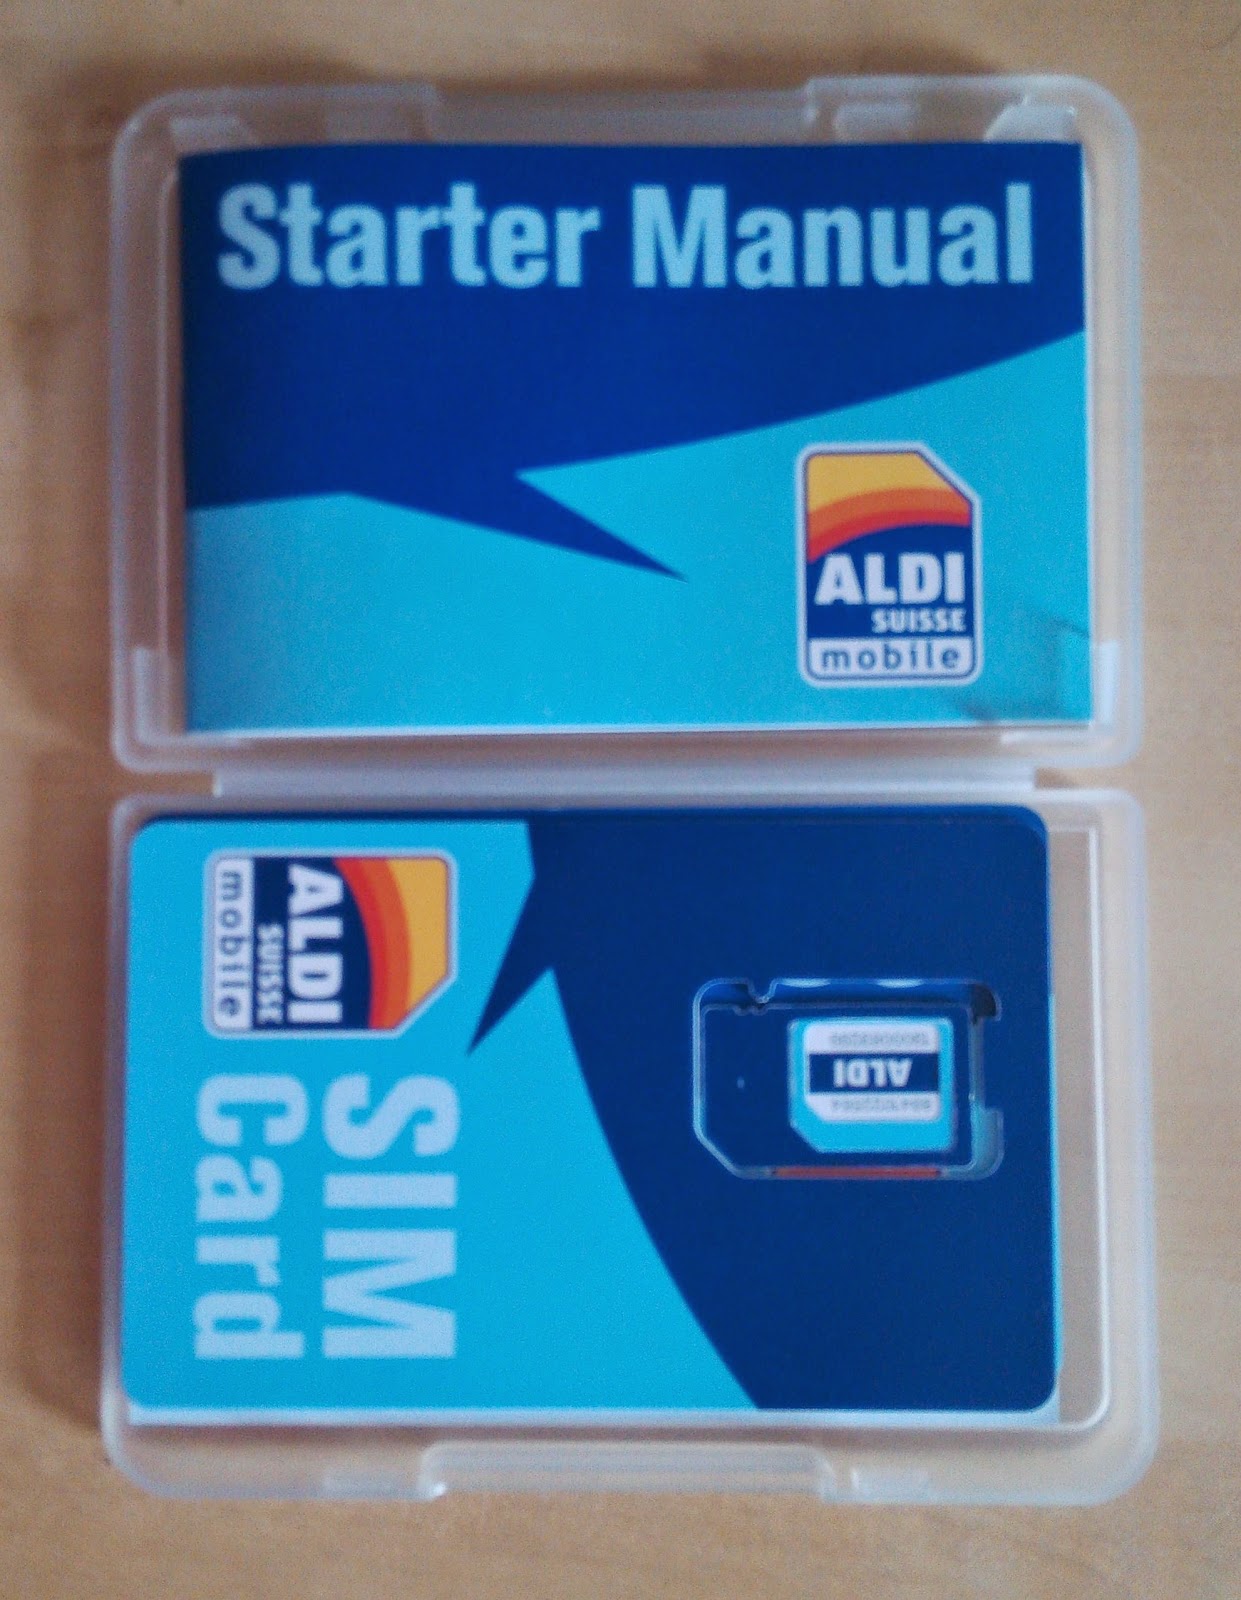 Starter Manual
ALDI
SUISSE
mobile
ALDI
SUISSE
mobile
SIM
Card
ALDI